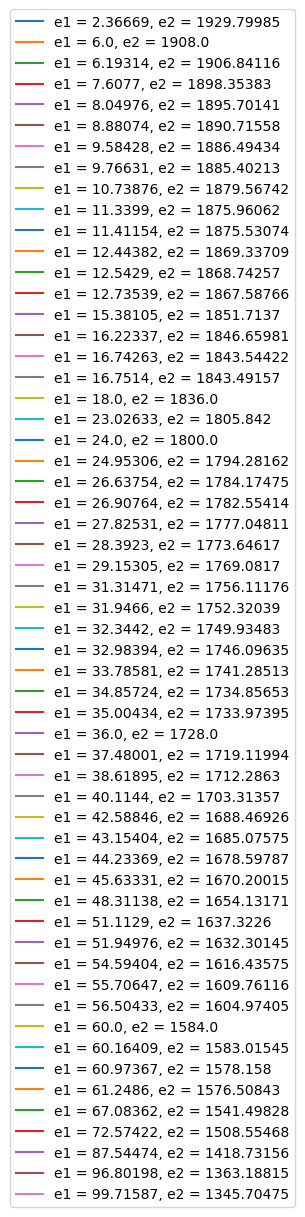 e1 = 2.36669, e2 = 1929.79985
e1 = 6.0, e2 = 1908.0
e1 = 6.19314, e2 = 1906.84116
e1 = 7.6077, e2 = 1898.35383
e1 = 8.04976, e2 = 1895.70141
e1 = 8.88074, e2 = 1890.71558
e1 = 9.58428, e2 = 1886.49434
e1 = 9.76631, e2 = 1885.40213
e1 = 10.73876, e2 = 1879.56742
e1 = 11.3399, e2 = 1875.96062
e1 = 11.41154, e2 = 1875.53074
e1 = 12.44382, e2 = 1869.33709
e1 = 12.5429, e2 = 1868.74257
e1 = 12.73539, e2 = 1867.58766
e1 = 15.38105, e2 = 1851.7137
e1 = 16.22337, e2 = 1846.65981
e1 = 16.74263, e2 = 1843.54422
e1 = 16.7514, e2 = 1843.49157
e1 = 18.0, e2 = 1836.0
e1 = 23.02633, e2 = 1805.842
e1 = 24.0, e2 = 1800.0
e1 = 24.95306, e2 = 1794.28162
e1 = 26.63754, e2 = 1784.17475
e1 = 26.90764, e2 = 1782.55414
e1 = 27.82531, e2 = 1777.04811
e1 = 28.3923, e2 = 1773.64617
e1 = 29.15305, e2 = 1769.0817
e1 = 31.31471, e2 = 1756.11176
e1 = 31.9466, e2 = 1752.32039
e1 = 32.3442, e2 = 1749.93483
e1 = 32.98394, e2 = 1746.09635
e1 = 33.78581, e2 = 1741.28513
e1 = 34.85724, e2 = 1734.85653
e1 = 35.00434, e2 = 1733.97395
e1 = 36.0, e2 = 1728.0
e1 = 37.48001, e2 = 1719.11994
e1 = 38.61895, e2 = 1712.2863
e1 = 40.1144, e2 = 1703.31357
e1 = 42.58846, e2 = 1688.46926
e1 = 43.15404, e2 = 1685.07575
e1 = 44.23369, e2 = 1678.59787
e1 = 45.63331, e2 = 1670.20015
e1 = 48.31138, e2 = 1654.13171
e1 = 51.1129, e2 = 1637.3226
e1 = 51.94976, e2 = 1632.30145
e1 = 54.59404, e2 = 1616.43575
e1 = 55.70647, e2 = 1609.76116
e1 = 56.50433, e2 = 1604.97405
e1 = 60.0, e2 = 1584.0
e1 = 60.16409, e2 = 1583.01545
e1 = 60.97367, e2 = 1578.158
e1 = 61.2486, e2 = 1576.50843
e1 = 67.08362, e2 = 1541.49828
e1 = 72.57422, e2 = 1508.55468
e1 = 87.54474, e2 = 1418.73156
e1 = 96.80198, e2 = 1363.18815
e1 = 99.71587, e2 = 1345.70475